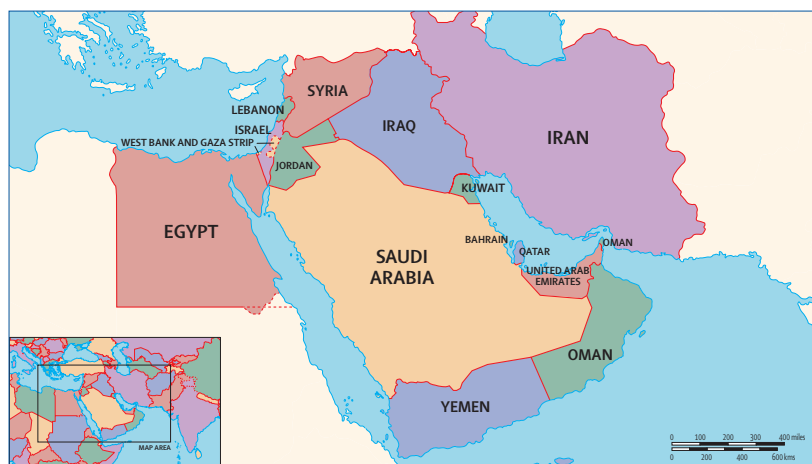 SYRIA
LEBANON
IRAQ
ISRAEL
WEST BANK AND GAZA STRIP
IRAN
JORDAN
KUWAIT
EGYPT
BAHRAIN
QATAR
OMAN
SAUDI
ARABIA
UNITED ARAB
EMIRATES
OMAN
YEMEN
MAP AREA
0 100 200 300 400 miles
0 200 400 600 kms